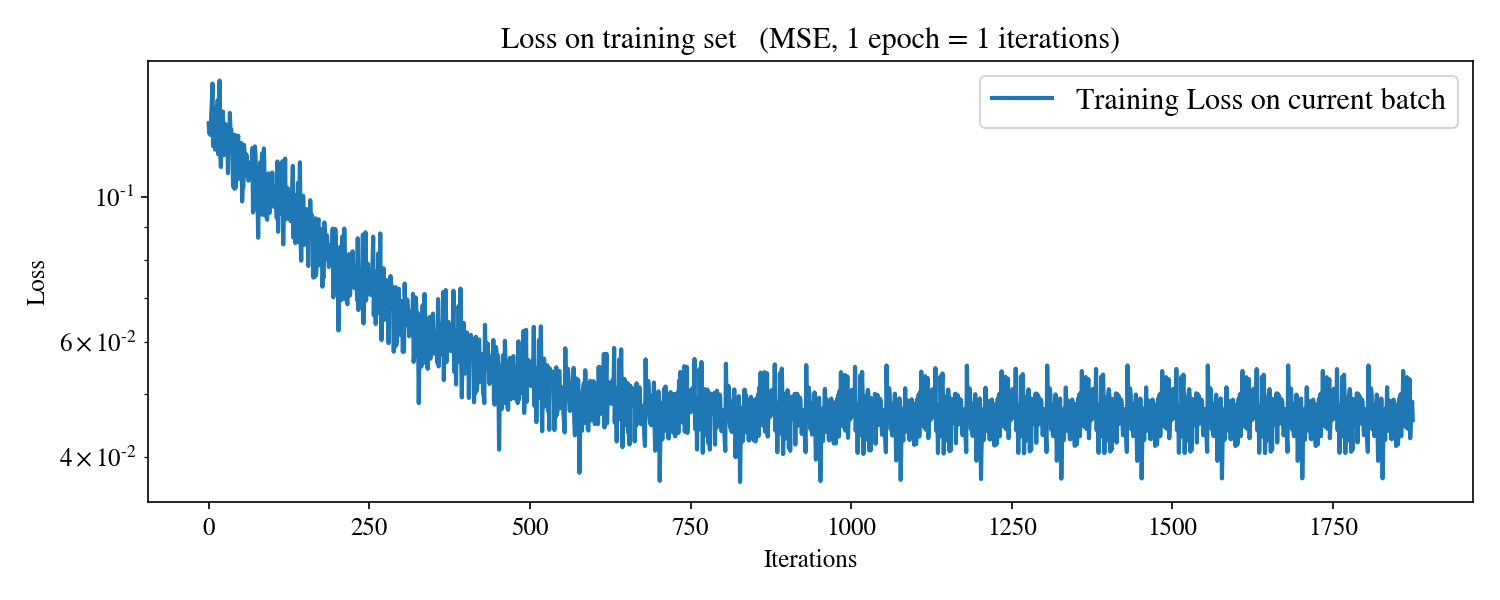 Loss on training set   (MSE, 1 epoch = 1 iterations)
Training Loss on current batch
10⁻¹
6 × 10⁻²
4 × 10⁻²
Loss
0 250 500 750 1000 1250 1500 1750
Iterations